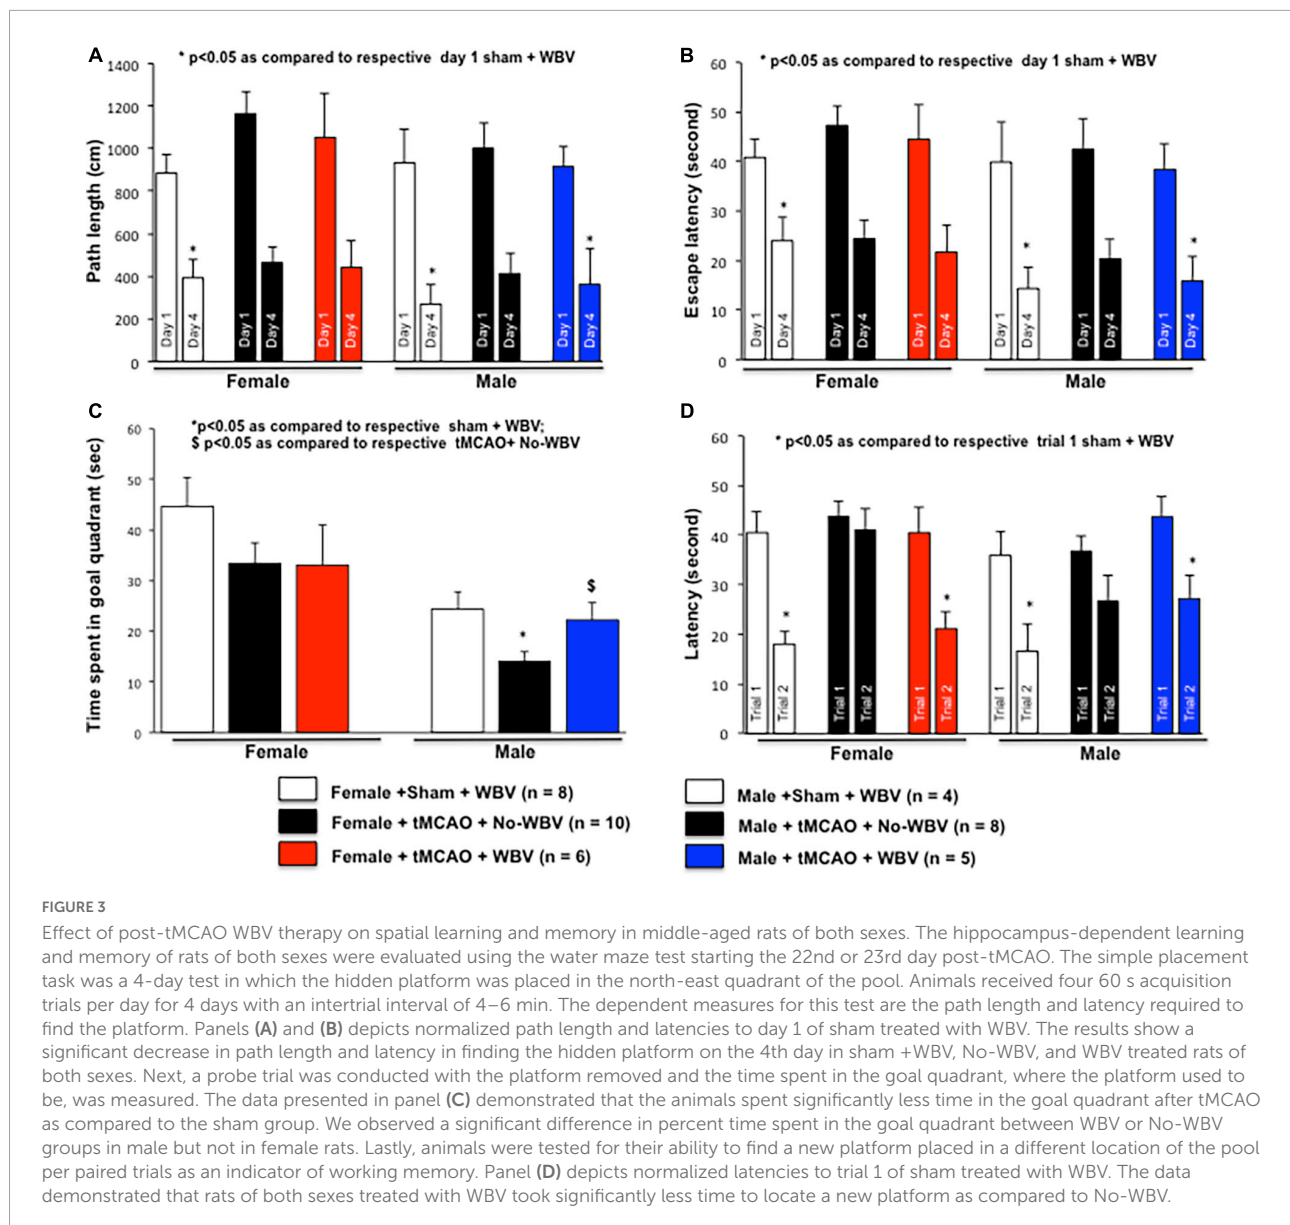 A
* p<0.05 as compared to respective day 1 sham + WBV
Path length (cm)
1400
1200
1000
800
600
400
200
0
Day 1
Day 4
*
Day 1
Day 4
Day 1
Day 4
Day 1
Day 4
*
Day 1
Day 4
Day 1
Day 4
*
Female
Male
B
* p<0.05 as compared to respective day 1 sham + WBV
Escape latency (second)
60
50
40
30
20
10
0
Day 1
Day 4
*
Day 1
Day 4
Day 1
Day 4
Day 1
Day 4
*
Day 1
Day 4
Day 1
Day 4
*
Female
Male
C
*p<0.05 as compared to respective sham + WBV;
$ p<0.05 as compared to respective tMCAO+ No-WBV
Time spent in goal quadrant (sec)
60
50
40
30
20
10
0
*
$
Female
Male
D
* p<0.05 as compared to respective trial 1 sham + WBV
Latency (second)
60
50
40
30
20
10
0
Trial 1
Trial 2
*
Trial 1
Trial 2
Trial 1
Trial 2
*
Trial 1
Trial 2
*
Trial 1
Trial 2
Trial 1
Trial 2
*
Female
Male
Female +Sham + WBV (n = 8)
Female + tMCAO + No-WBV (n = 10)
Female + tMCAO + WBV (n = 6)
Male +Sham + WBV (n = 4)
Male + tMCAO + No-WBV (n = 8)
Male + tMCAO + WBV (n = 5)
FIGURE 3
Effect of post-tMCAO WBV therapy on spatial learning and memory in middle-aged rats of both sexes. The hippocampus-dependent learning
and memory of rats of both sexes were evaluated using the water maze test starting the 22nd or 23rd day post-tMCAO. The simple placement
task was a 4-day test in which the hidden platform was placed in the north-east quadrant of the pool. Animals received four 60 s acquisition
trials per day for 4 days with an intertrial interval of 4–6 min. The dependent measures for this test are the path length and latency required to
find the platform. Panels (A) and (B) depicts normalized path length and latencies to day 1 of sham treated with WBV. The results show a
significant decrease in path length and latency in finding the hidden platform on the 4th day in sham +WBV, No-WBV, and WBV treated rats of
both sexes. Next, a probe trial was conducted with the platform removed and the time spent in the goal quadrant, where the platform used to
be, was measured. The data presented in panel (C) demonstrated that the animals spent significantly less time in the goal quadrant after tMCAO
as compared to the sham group. We observed a significant difference in percent time spent in the goal quadrant between WBV or No-WBV
groups in male but not in female rats. Lastly, animals were tested for their ability to find a new platform placed in a different location of the pool
per paired trials as an indicator of working memory. Panel (D) depicts normalized latencies to trial 1 of sham treated with WBV. The data
demonstrated that rats of both sexes treated with WBV took significantly less time to locate a new platform as compared to No-WBV.